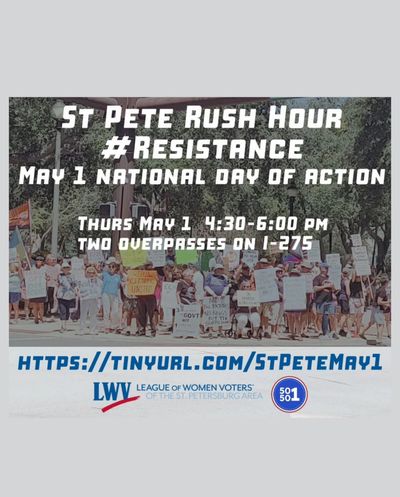 St Pete Rush Hour
#Resistance
May 1 national day of action
Thurs May 1 4:30-6:00 pm
two overpasses on I-275
https://tinyurl.com/StPeteMay1
LWV LEAGUE OF WOMEN VOTERS®
OF THE ST. PETERSBURG AREA
50
50 1